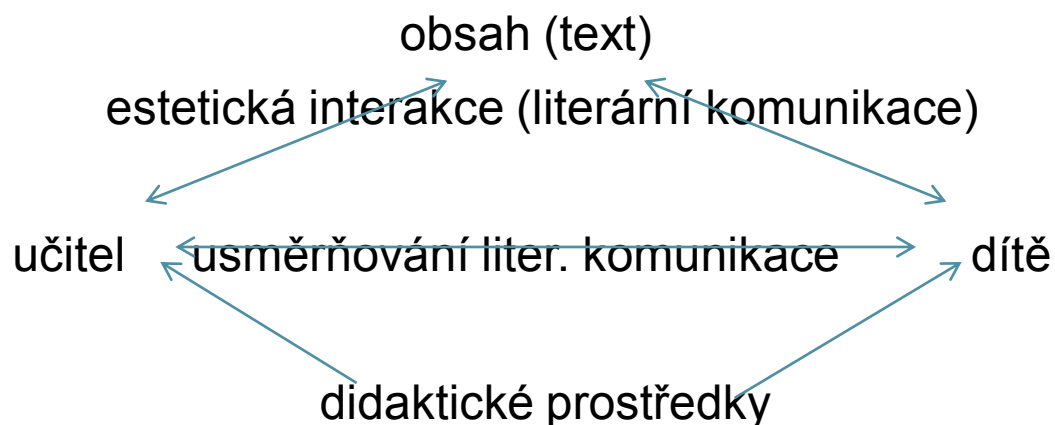 obsah (text)
estetická interakce (literární komunikace)
učitel usměrňování liter. komunikace dítě
didaktické prostředky